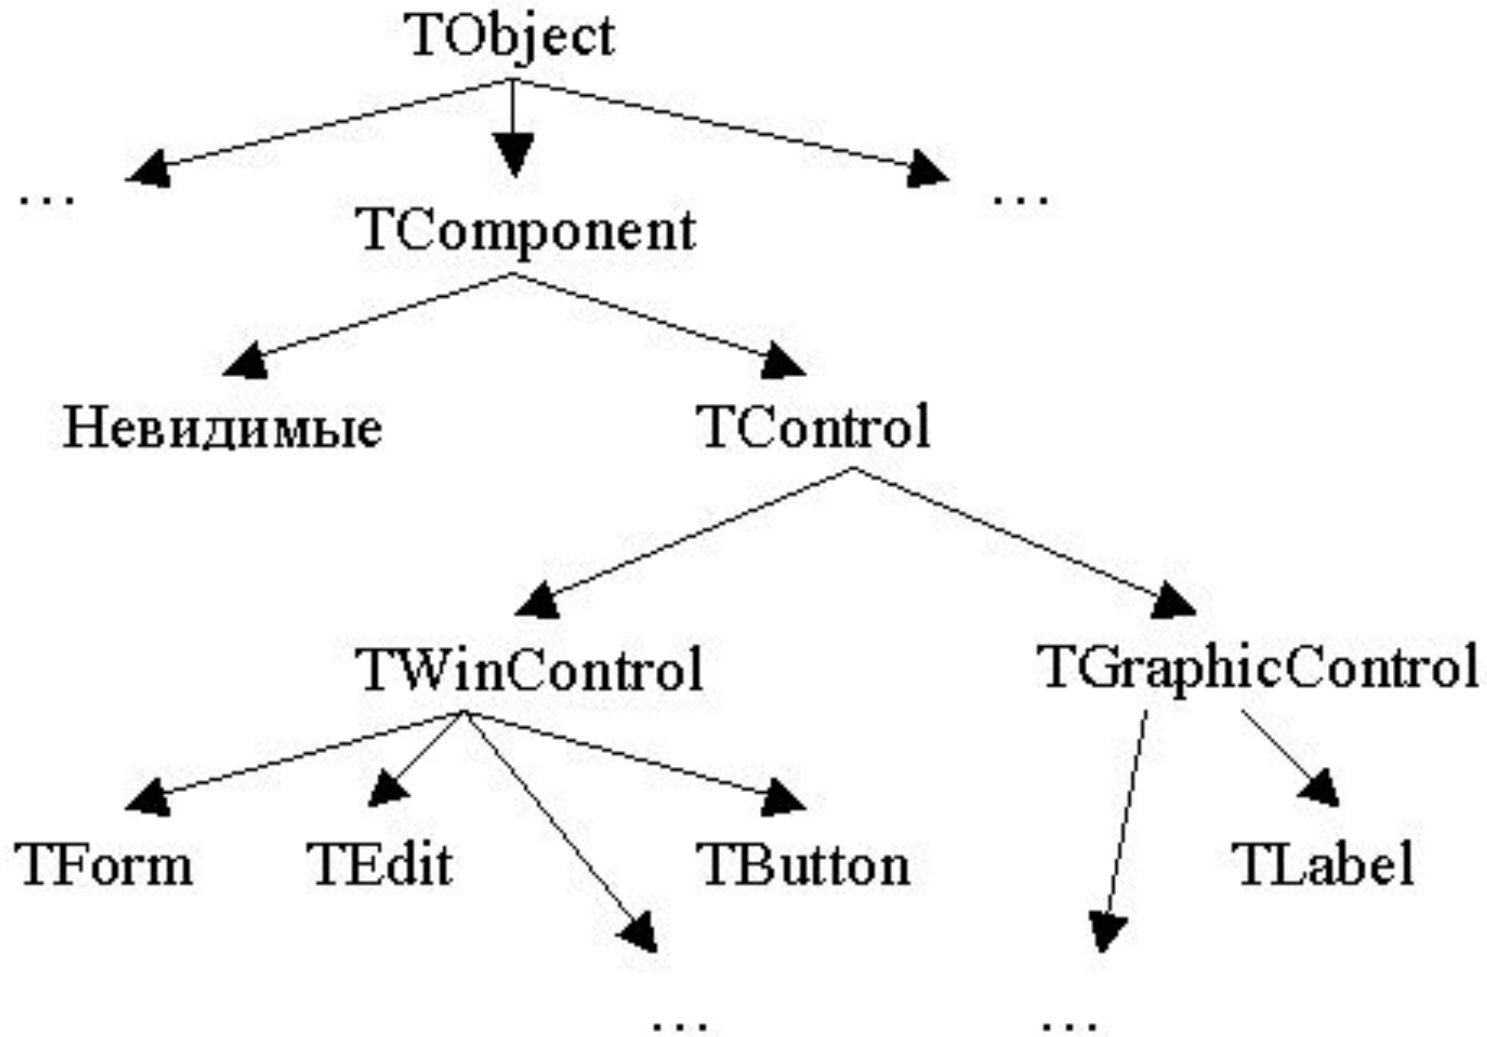 TObject
... ...
TComponent
Невидимые TControl
TWinControl TGraphicControl
TForm TEdit TButton TLabel
... ...